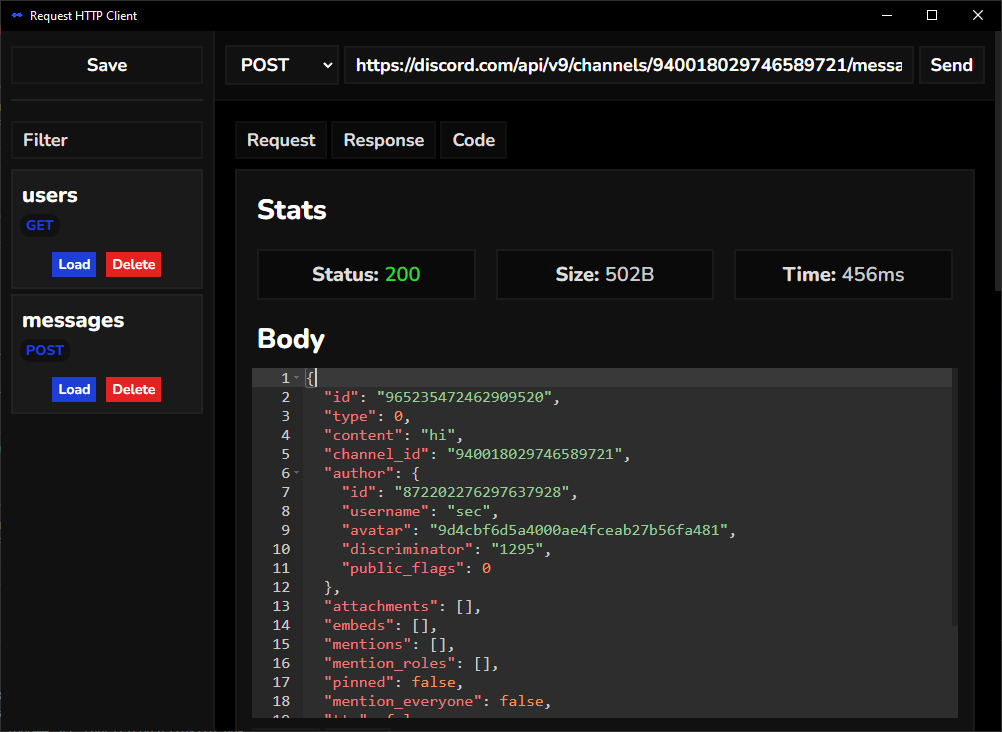 Request HTTP Client
Save
POST
https://discord.com/api/v9/channels/940018029746589721/messa
Send
Filter
users
GET
Load Delete
messages
POST
Load Delete
Request Response Code
Stats
Status: 200
Size: 502B
Time: 456ms
Body
1 {
2 "id": "965235472462909520",
3 "type": 0,
4 "content": "hi",
5 "channel_id": "940018029746589721",
6 "author": {
7 "id": "872202276297637928",
8 "username": "sec",
9 "avatar": "9d4cbf6d5a4000ae4fceab27b56fa481",
10 "discriminator": "1295",
11 "public_flags": 0
12 },
13 "attachments": [],
14 "embeds": [],
15 "mentions": [],
16 "mention_roles": [],
17 "pinned": false,
18 "mention_everyone": false,